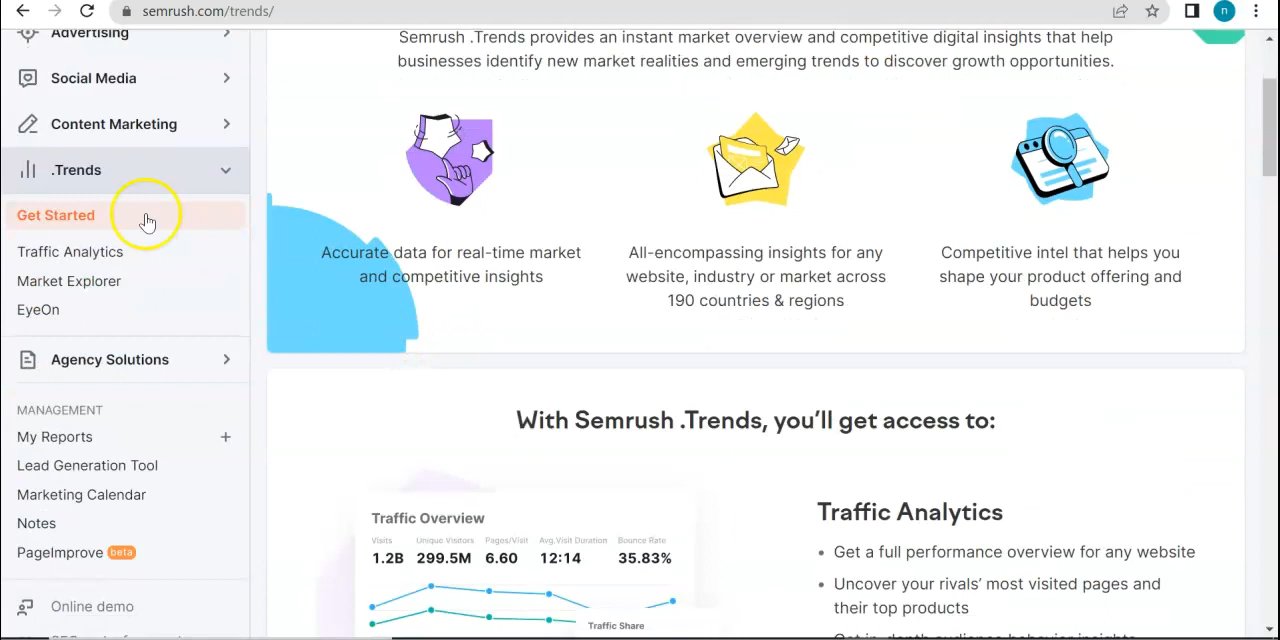 semrush.com/trends/
n
Advertising
Social Media
Content Marketing
.Trends
Get Started
Traffic Analytics
Market Explorer
EyeOn
Agency Solutions
MANAGEMENT
My Reports +
Lead Generation Tool
Marketing Calendar
Notes
PageImprove beta
Online demo
Semrush .Trends provides an instant market overview and competitive digital insights that help
businesses identify new market realities and emerging trends to discover growth opportunities.
Accurate data for real-time market
and competitive insights
All-encompassing insights for any
website, industry or market across
190 countries & regions
Competitive intel that helps you
shape your product offering and
budgets
With Semrush .Trends, you'll get access to:
Traffic Overview
Visits Unique Visitors Pages/Visit Avg.Visit Duration Bounce Rate
1.2B 299.5M 6.60 12:14 35.83%
Traffic Share
Traffic Analytics
• Get a full performance overview for any website
• Uncover your rivals' most visited pages and
their top products